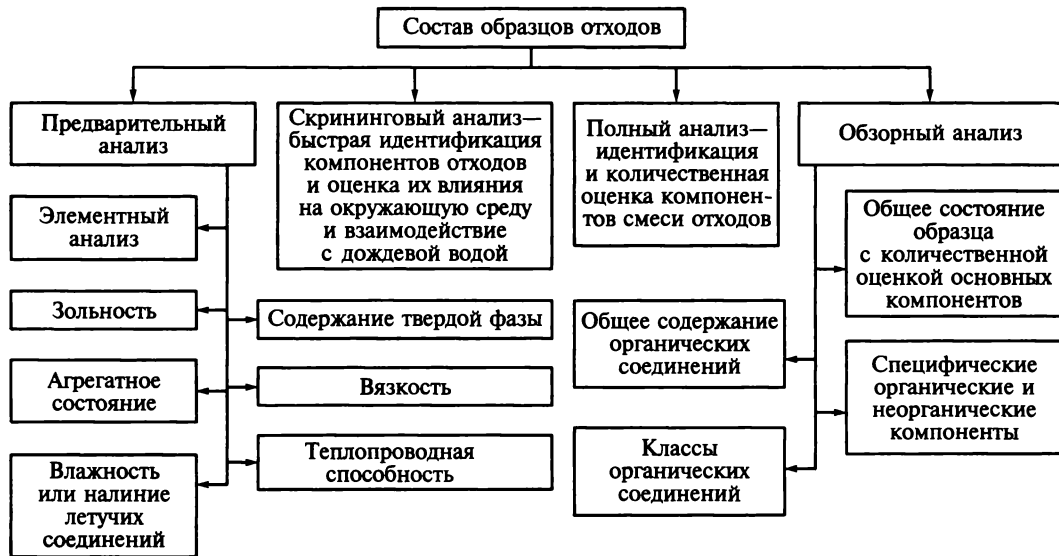 Состав образцов отходов
Предварительный
анализ
Скрининговый анализ—
быстрая идентификация
компонентов отходов
и оценка их влияния
на окружающую среду
и взаимодействие
с дождевой водой
Полный анализ—
идентификация
и количественная
оценка компонен-
тов смеси отходов
Обзорный анализ
Элементный
анализ
Зольность
Агрегатное
состояние
Влажность
или налиние
летучих
соединений
Содержание твердой фазы
Вязкость
Теплопроводная
способность
Общее содержание
органических
соединений
Классы
органических
соединений
Общее состояние
образца
с количественной
оценкой основных
компонентов
Специфические
органические и
неорганические
компоненты